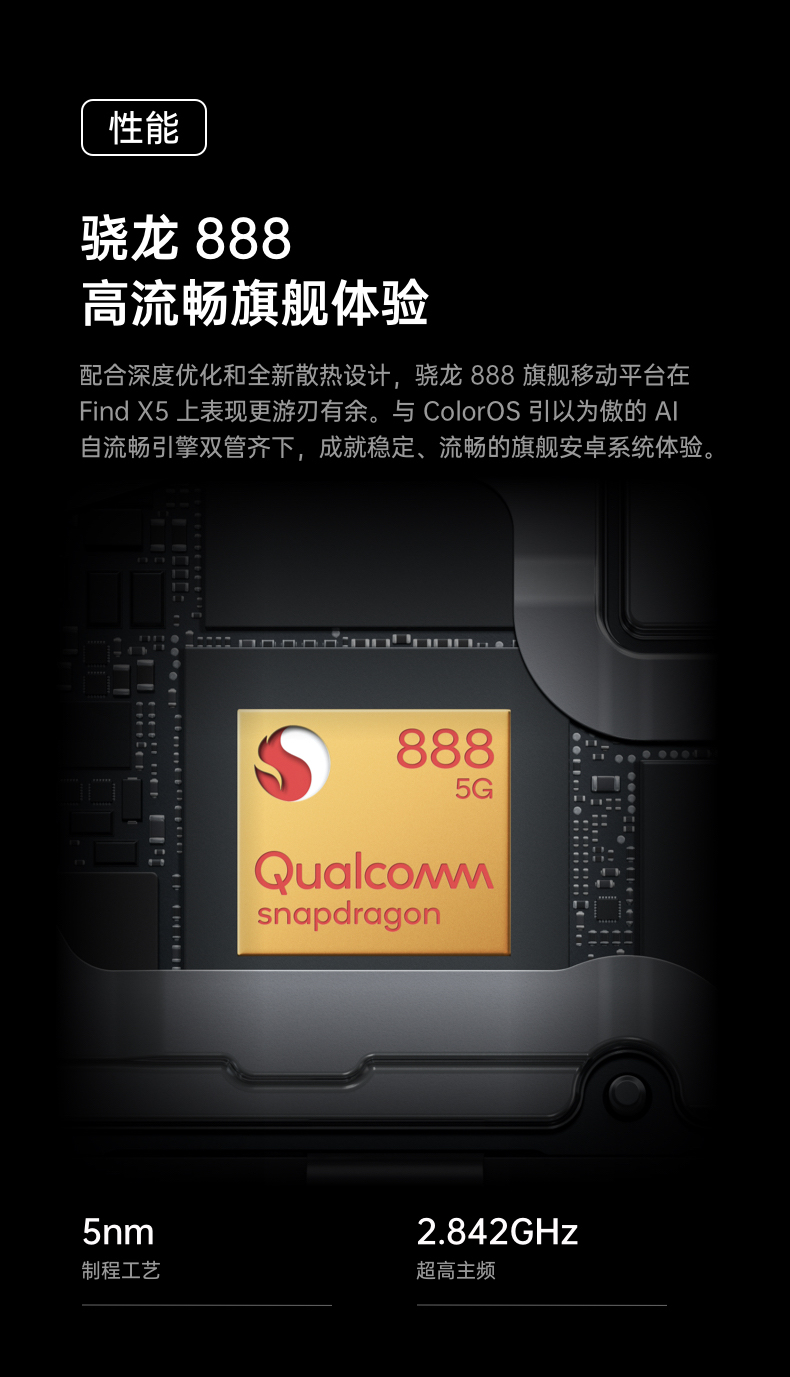 性能
骁龙 888
高流畅旗舰体验
配合深度优化和全新散热设计，骁龙 888 旗舰移动平台在
Find X5 上表现更游刃有余。与 ColorOS 引以为傲的 AI
自流畅引擎双管齐下，成就稳定、流畅的旗舰安卓系统体验。
888
5G
Qualcomm
snapdragon
5nm
2.842GHz
制程工艺
超高主频